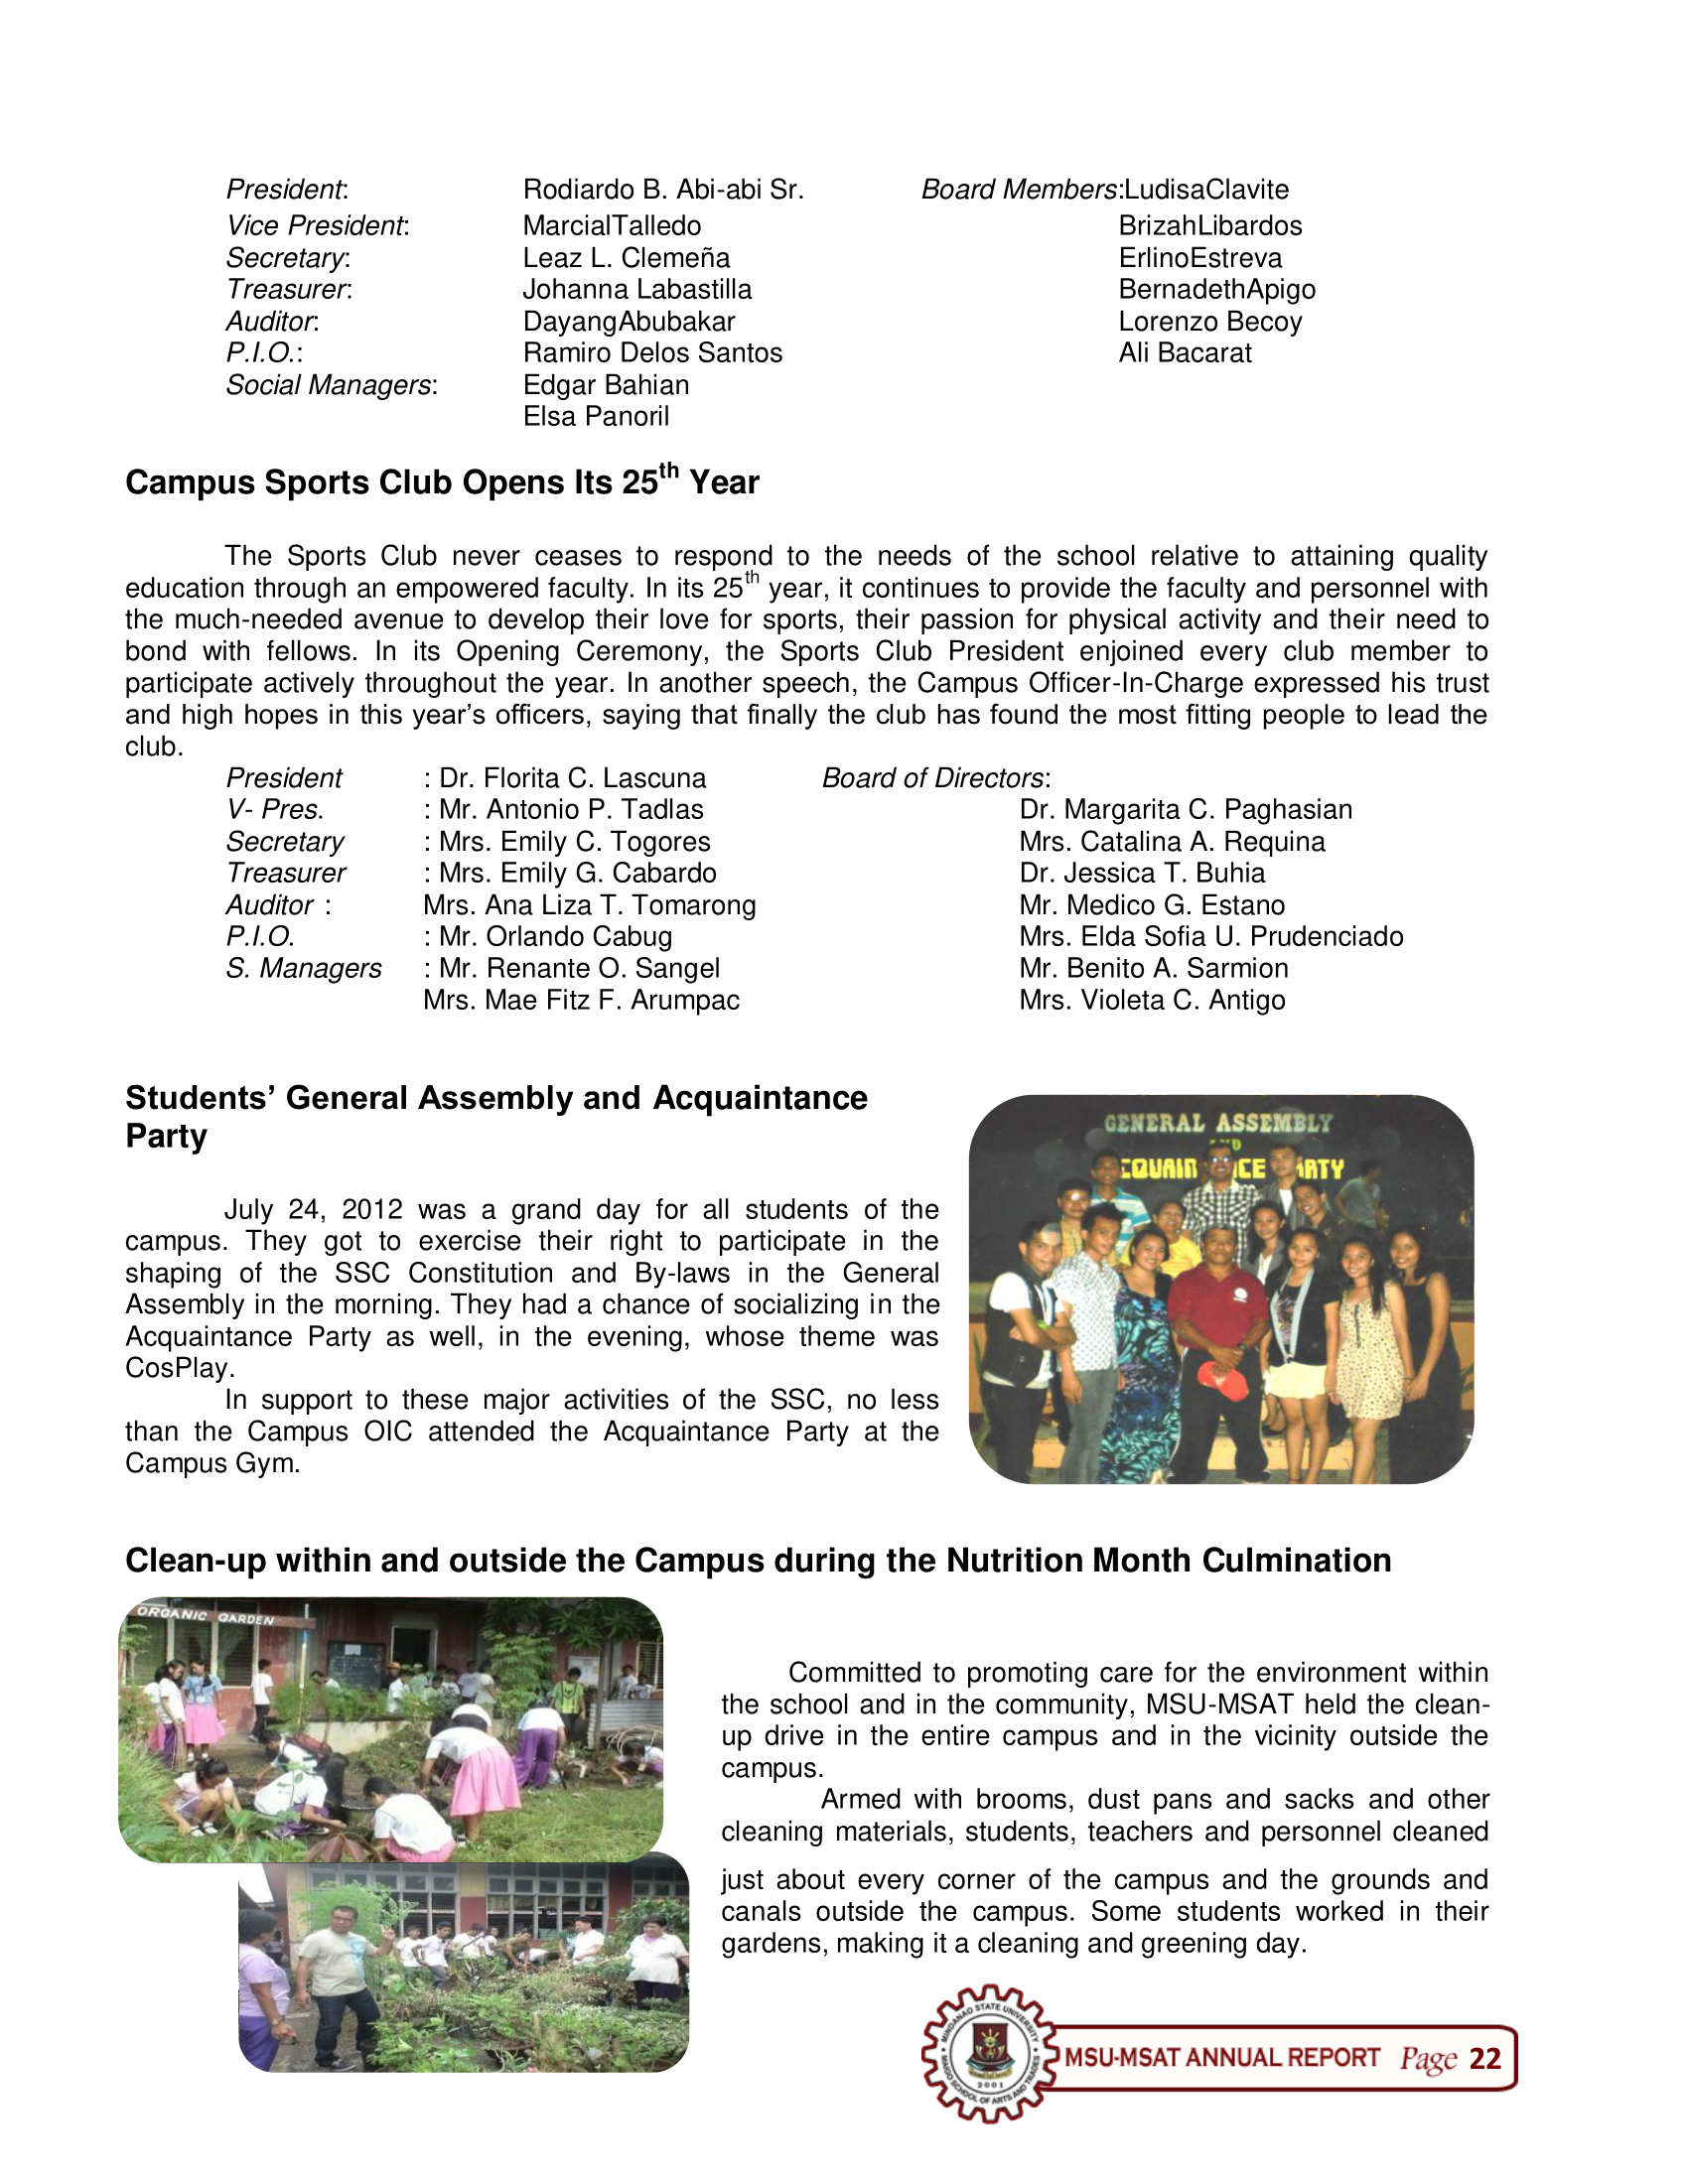 President: Rodiardo B. Abi-abi Sr. Board Members:LudisaClavite
Vice President: MarcialTalledo BrizahLibardos
Secretary: Leaz L. Clemeña ErlinoEstreva
Treasurer: Johanna Labastilla BernadethApigo
Auditor: DayangAbubakar Lorenzo Becoy
P.I.O.: Ramiro Delos Santos Ali Bacarat
Social Managers: Edgar Bahian
Elsa Panoril
Campus Sports Club Opens Its 25th Year
The Sports Club never ceases to respond to the needs of the school relative to attaining quality
education through an empowered faculty. In its 25th year, it continues to provide the faculty and personnel with
the much-needed avenue to develop their love for sports, their passion for physical activity and their need to
bond with fellows. In its Opening Ceremony, the Sports Club President enjoined every club member to
participate actively throughout the year. In another speech, the Campus Officer-In-Charge expressed his trust
and high hopes in this year’s officers, saying that finally the club has found the most fitting people to lead the
club.
President : Dr. Florita C. Lascuna Board of Directors:
V- Pres. : Mr. Antonio P. Tadlas Dr. Margarita C. Paghasian
Secretary : Mrs. Emily C. Togores Mrs. Catalina A. Requina
Treasurer : Mrs. Emily G. Cabardo Dr. Jessica T. Buhia
Auditor : Mrs. Ana Liza T. Tomarong Mr. Medico G. Estano
P.I.O. : Mr. Orlando Cabug Mrs. Elda Sofia U. Prudenciado
S. Managers : Mr. Renante O. Sangel Mr. Benito A. Sarmion
Mrs. Mae Fitz F. Arumpac Mrs. Violeta C. Antigo
Students’ General Assembly and Acquaintance
Party
July 24, 2012 was a grand day for all students of the
campus. They got to exercise their right to participate in the
shaping of the SSC Constitution and By-laws in the General
Assembly in the morning. They had a chance of socializing in the
Acquaintance Party as well, in the evening, whose theme was
CosPlay.
In support to these major activities of the SSC, no less
than the Campus OIC attended the Acquaintance Party at the
Campus Gym.
GENERAL ASSEMBLY
Clean-up within and outside the Campus during the Nutrition Month Culmination
ORGANIC GARDEN
Committed to promoting care for the environment within
the school and in the community, MSU-MSAT held the clean-
up drive in the entire campus and in the vicinity outside the
campus.
Armed with brooms, dust pans and sacks and other
cleaning materials, students, teachers and personnel cleaned
just about every corner of the campus and the grounds and
canals outside the campus. Some students worked in their
gardens, making it a cleaning and greening day.
MINDANAO STATE UNIVERSITY
MAIGO SCHOOL OF ARTS AND TRADES
2001
MSU-MSAT ANNUAL REPORT Page 22